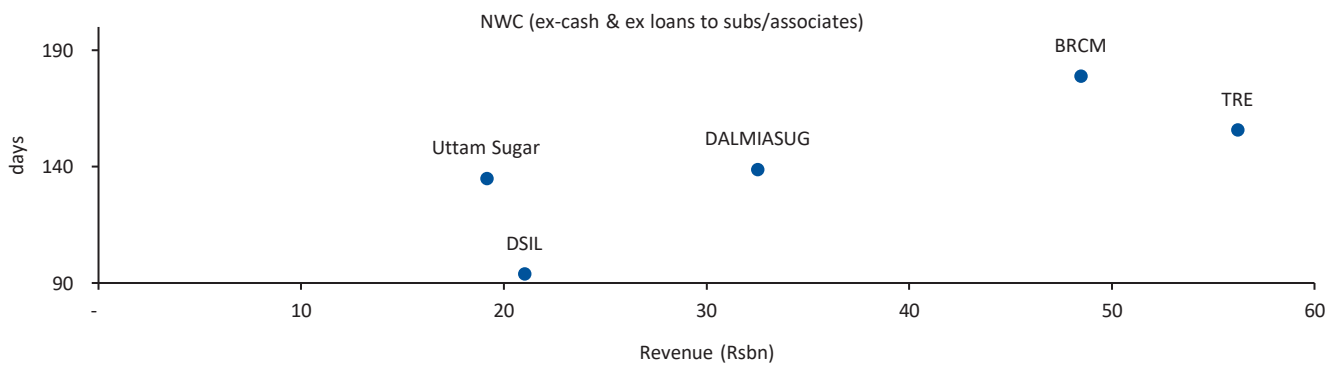 NWC (ex-cash & ex loans to subs/associates)
190
BRCM
TRE
Uttam Sugar
DALMIASUG
days
140
DSIL
90
-
10
20
30
40
50
60
Revenue (Rsbn)